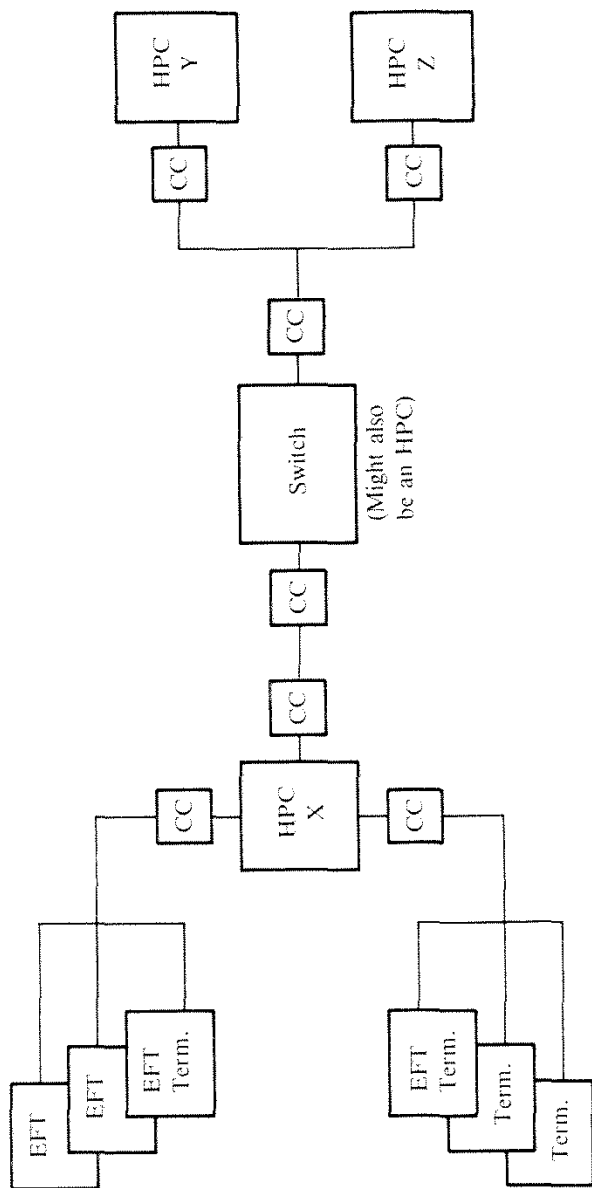 EFT
EFT
EFT
Term.
EFT
Term.
Term.
Term.
CC
HPC
X
CC
CC
CC
Switch
(Might also
be an HPC)
CC
CC
HPC
Y
CC
HPC
Z